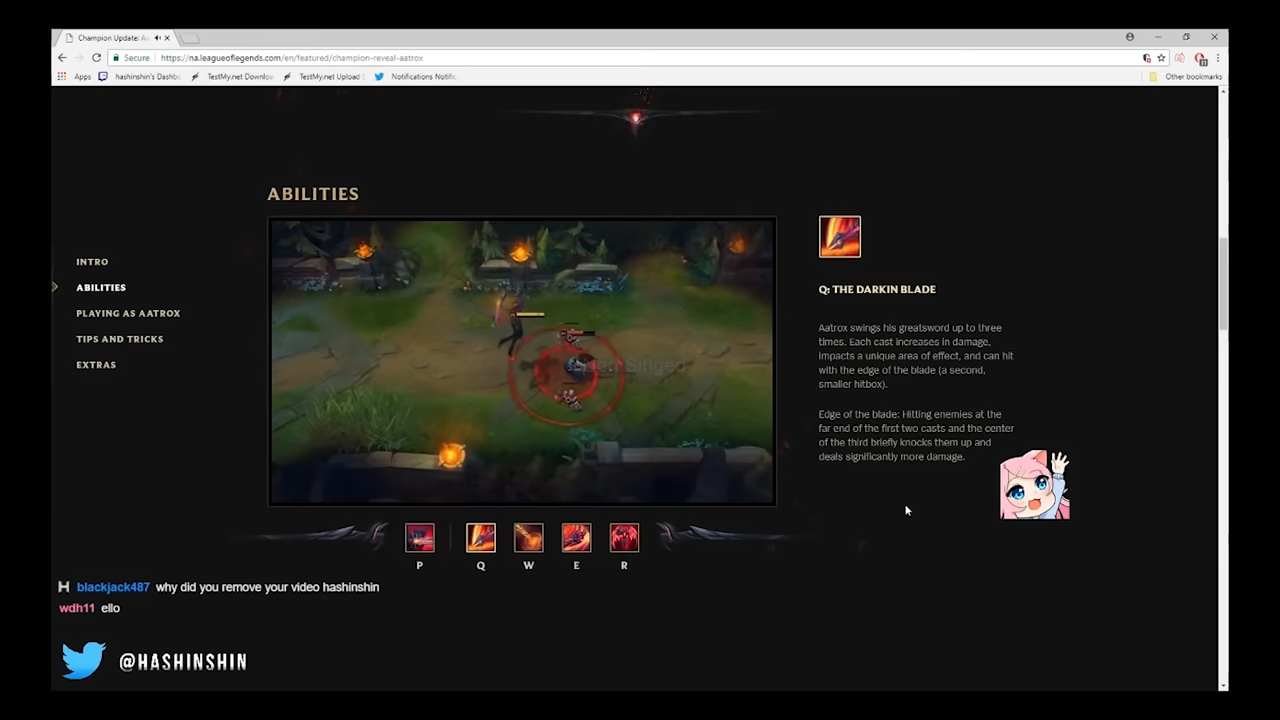 Champion Update: Aa
Secure
https://na.leagueoflegends.com/en/featured/champion-reveal-aatrox
Apps
hashinshin's Dashb
TestMy.net Downloa
TestMy.net Upload
Notifications Notific
Other bookmarks
ABILITIES
INTRO
ABILITIES
PLAYING AS AATROX
TIPS AND TRICKS
EXTRAS
Q: THE DARKIN BLADE
Aatrox swings his greatsword up to three
times. Each cast increases in damage,
impacts a unique area of effect, and can hit
with the edge of the blade (a second,
smaller hitbox).
Edge of the blade: Hitting enemies at the
far end of the first two casts and the center
of the third briefly knocks them up and
deals significantly more damage.
P
Q
W
E
R
blackjack487 why did you remove your video hashinshin
wdh11 ello
@HASHINSHIN